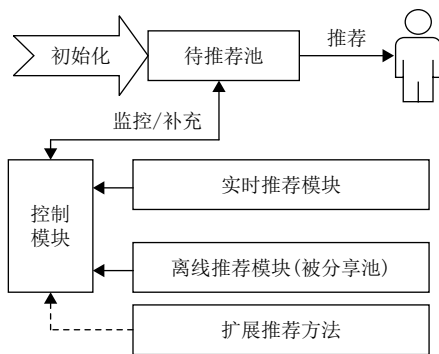 初始化
待推荐池
推荐
监控/补充
控制
模块
实时推荐模块
离线推荐模块(被分享池)
扩展推荐方法